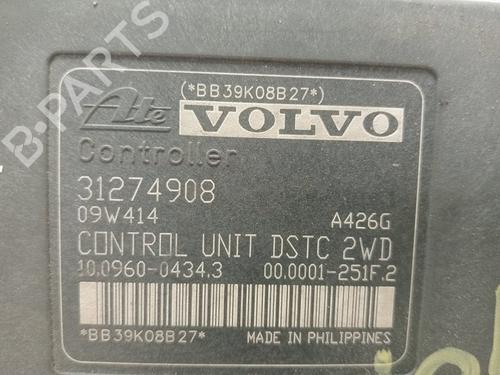 (*BB39K08B27*)
Ate VOLVO
Controller
31274908
09W414 A426G
CONTROL UNIT DSTC 2WD
10.0960-0434.3 00.0001-251F.2
*BB39K08B27* MADE IN PHILIPPINES
B-PARTS